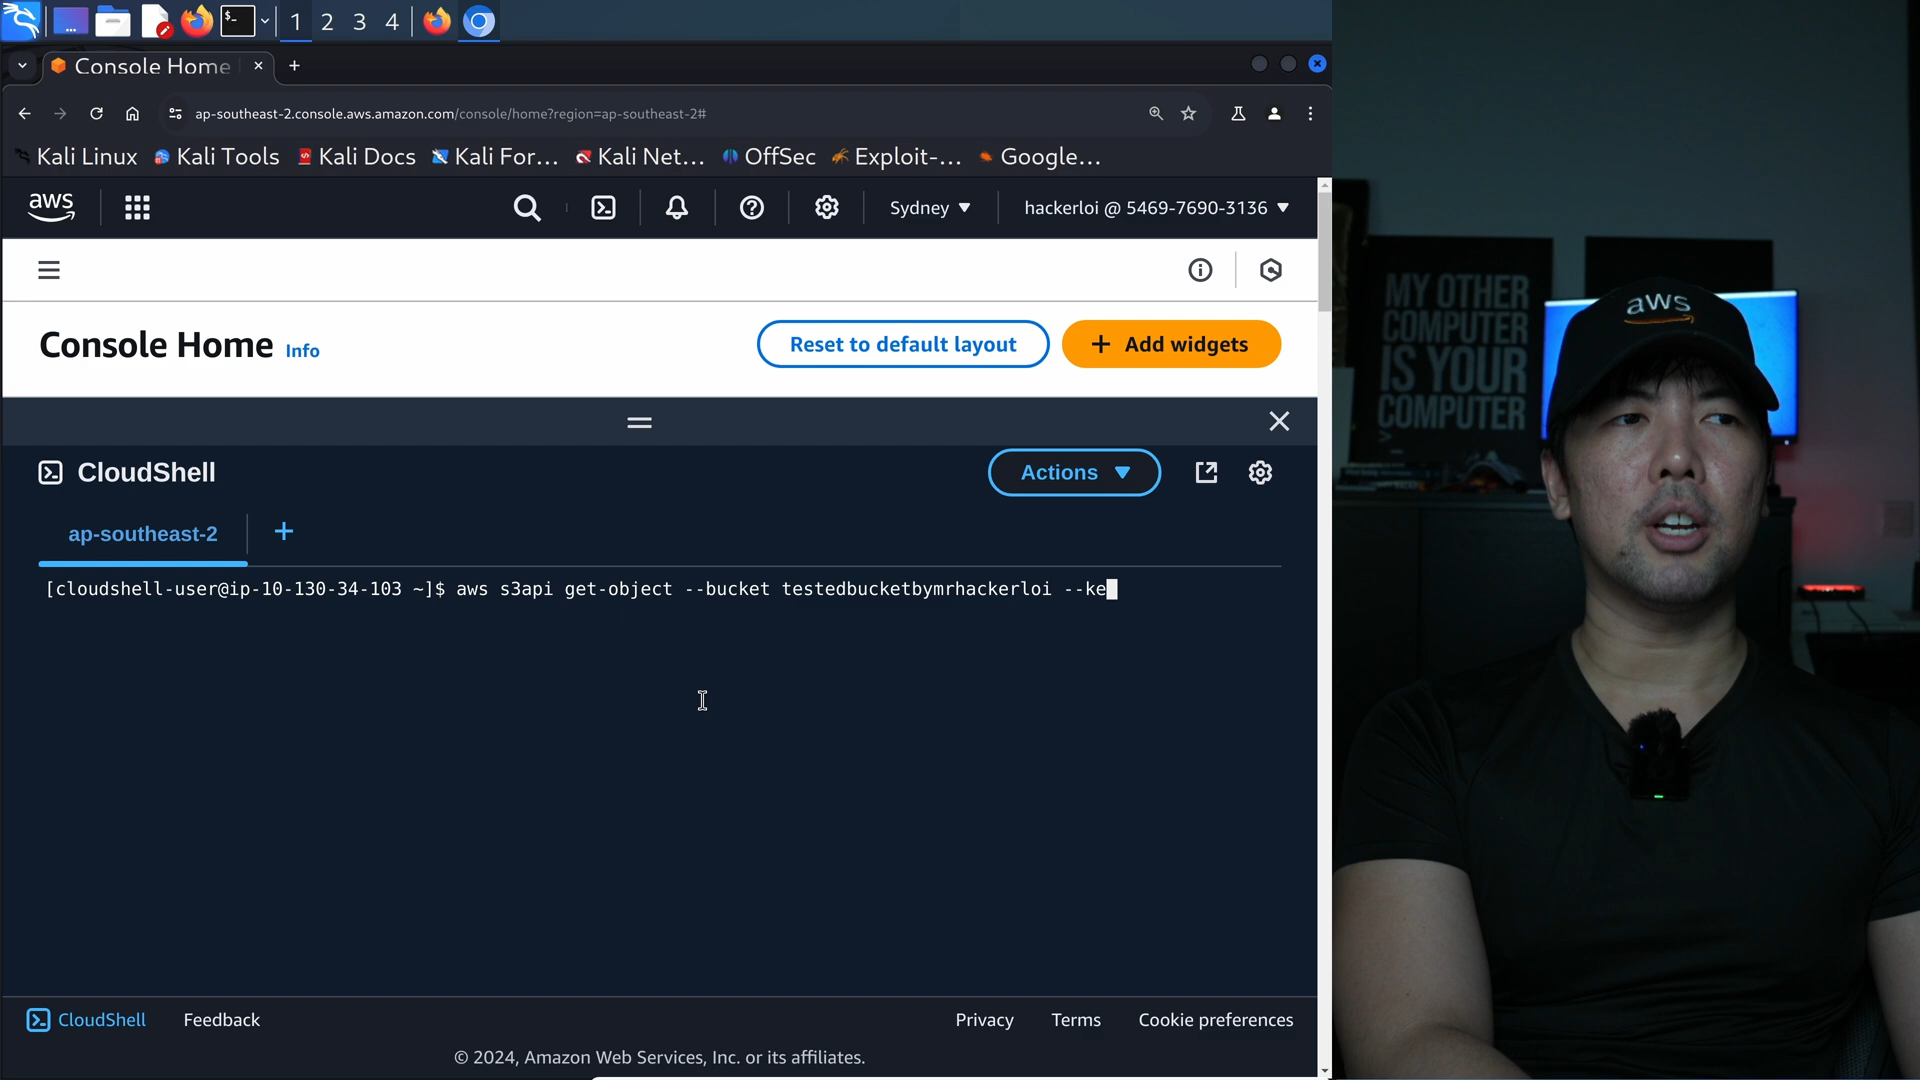 1 2 3 4
Console Home
ap-southeast-2.console.aws.amazon.com/console/home?region=ap-southeast-2#
Kali Linux Kali Tools Kali Docs Kali For... Kali Net... OffSec Exploit-... Google...
aws Sydney hackerloi @ 5469-7690-3136
Console Home Info Reset to default layout + Add widgets
CloudShell Actions
ap-southeast-2 +
[cloudshell-user@ip-10-130-34-103 ~]$ aws s3api get-object --bucket testedbucketbymrhackerloi --ke
CloudShell Feedback Privacy Terms Cookie preferences
© 2024, Amazon Web Services, Inc. or its affiliates.
MY OTHER
COMPUTER
IS YOUR
COMPUTER
aws